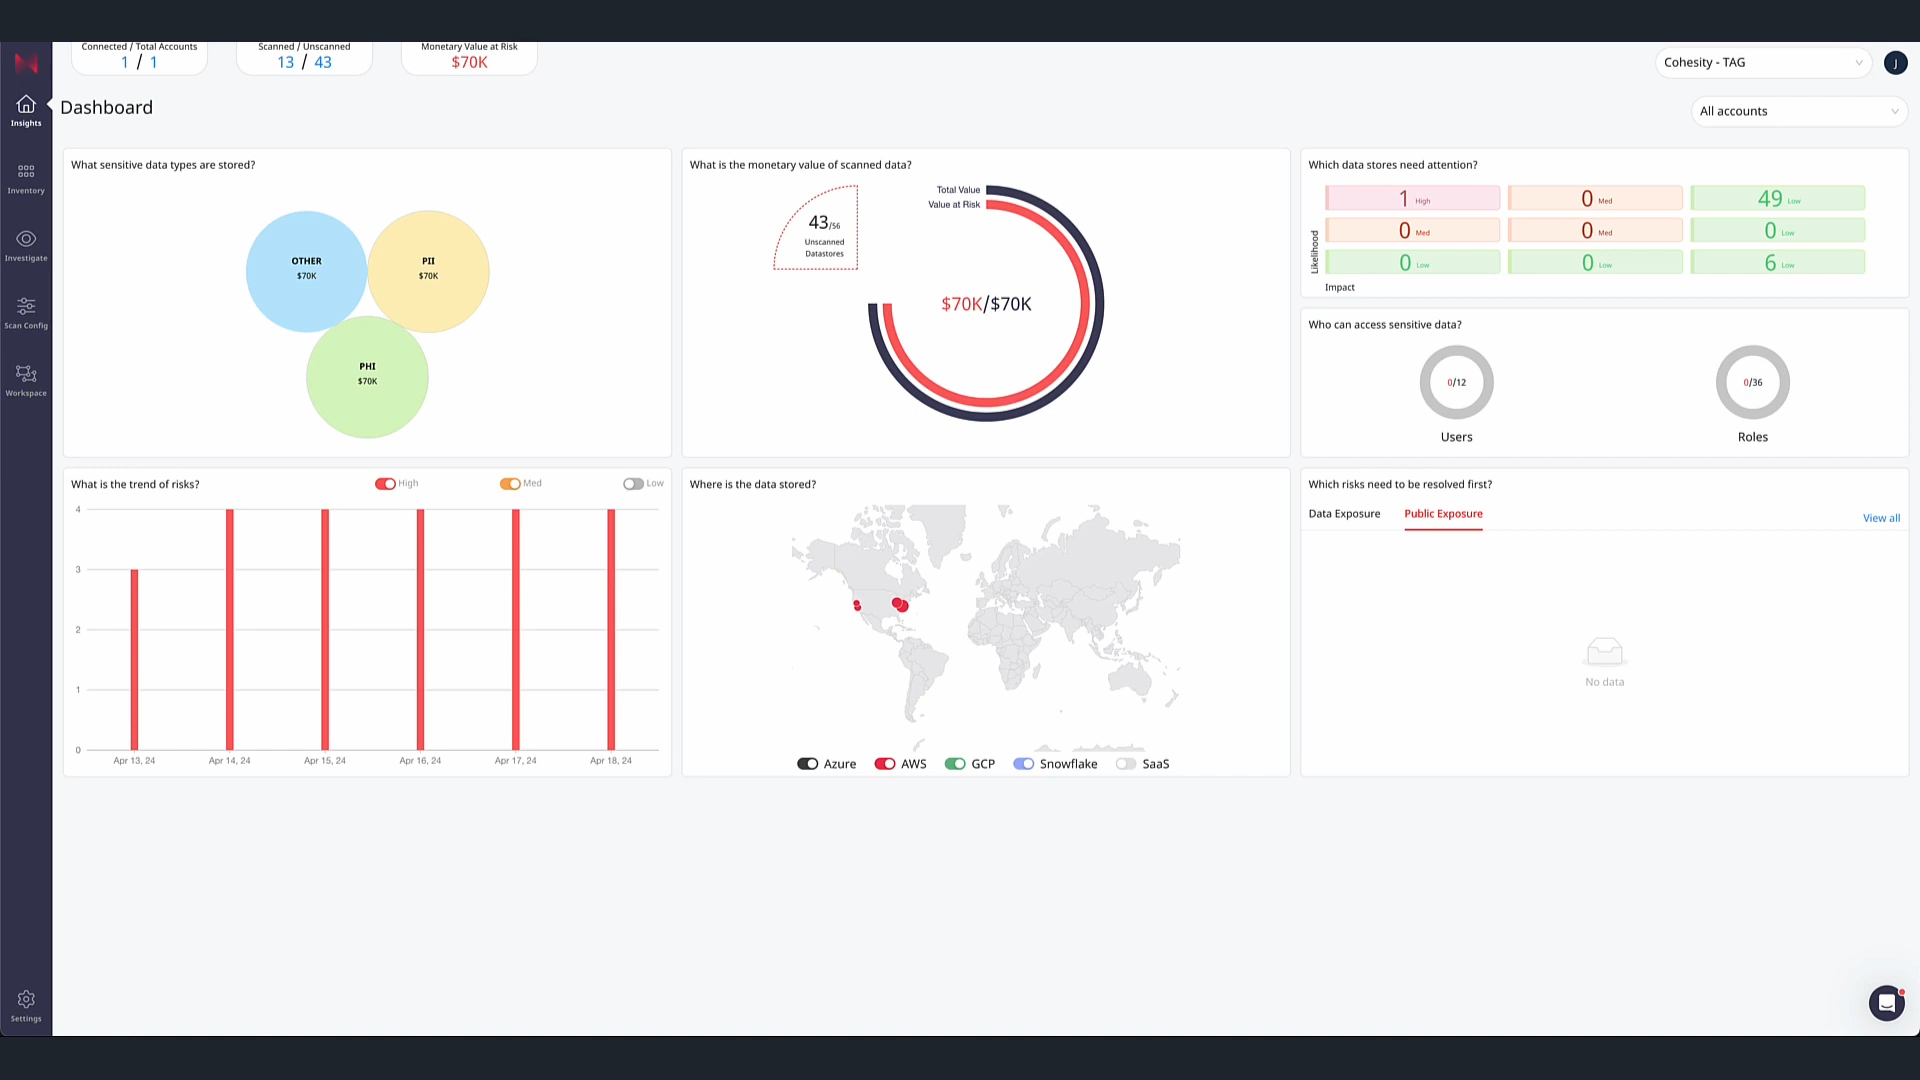 Connected / Total Accounts
1 / 1
Scanned / Unscanned
13 / 43
Monetary Value at Risk
$70K
Cohesity - TAG
J
Insights
Inventory
Investigate
Scan Config
Workspace
Settings
Dashboard
All accounts
What sensitive data types are stored?
OTHER
$70K
PII
$70K
PHI
$70K
What is the monetary value of scanned data?
43/56
Unscanned
Datastores
Total Value
Value at Risk
$70K/$70K
Which data stores need attention?
Likelihood
1 High
0 Med
49 Low
0 Med
0 Med
0 Low
0 Low
0 Low
6 Low
Impact
Who can access sensitive data?
0/12
Users
0/36
Roles
What is the trend of risks?
High
Med
Low
4
3
2
1
0
Apr 13, 24
Apr 14, 24
Apr 15, 24
Apr 16, 24
Apr 17, 24
Apr 18, 24
Where is the data stored?
Azure
AWS
GCP
Snowflake
SaaS
Which risks need to be resolved first?
Data Exposure
Public Exposure
View all
No data